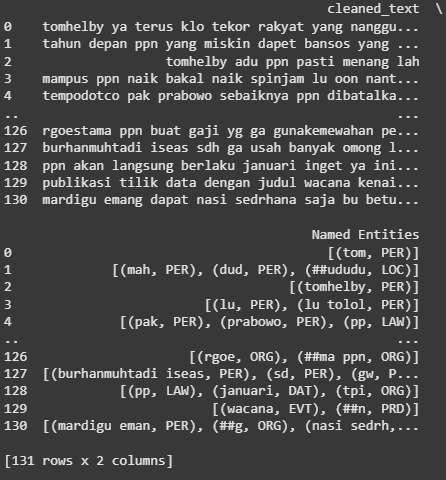 cleaned_text  \
0    tomhelby ya terus klo tekor rakyat yang nanggu...
1    tahun depan ppn yang miskin dapet bansos yang ...
2    tomhelby adu ppn pasti menang lah
3    mampus ppn naik bakal naik spinjam lu oon nant...
4    tempodotco pak prabowo sebaiknya ppn dibatalka...
..   ...
126  rgoestama ppn buat gaji yg ga gunakemewahan pe...
127  burhanmuhtadi iseas sdh ga usah banyak omong l...
128  ppn akan langsung berlaku januari inget ya ini...
129  publikasi tilik data dengan judul wacana kenai...
130  mardigu emang dapat nasi sedrhana saja bu betu...
Named Entities
0    [(tom, PER)]
1    [(mah, PER), (dud, PER), (##ududu, LOC)]
2    [(tomhelby, PER)]
3    [(lu, PER), (lu tolol, PER)]
4    [(pak, PER), (prabowo, PER), (pp, LAW)]
..   ...
126  [(rgoe, ORG), (##ma ppn, ORG)]
127  [(burhanmuhtadi iseas, PER), (sd, PER), (gw, P...
128  [(pp, LAW), (januari, DAT), (tpi, ORG)]
129  [(wacana, EVT), (##n, PRD)]
130  [(mardigu eman, PER), (##g, ORG), (nasi sedrh,...
[131 rows x 2 columns]